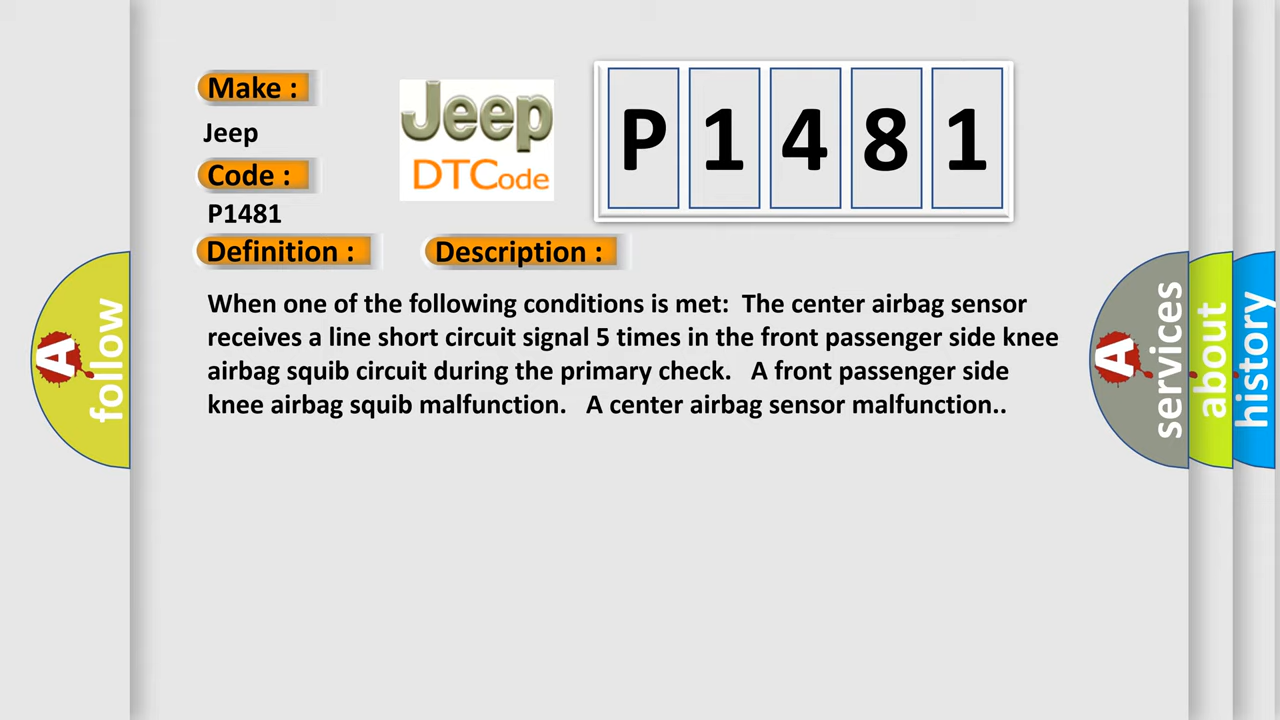 Make :
Jeep
Code :
P1481
Definition :
Description :
Jeep
DTCode
P 1 4 8 1
When one of the following conditions is met:  The center airbag sensor
receives a line short circuit signal 5 times in the front passenger side knee
airbag squib circuit during the primary check.   A front passenger side
knee airbag squib malfunction.   A center airbag sensor malfunction..
A
follow
A
services
about
history